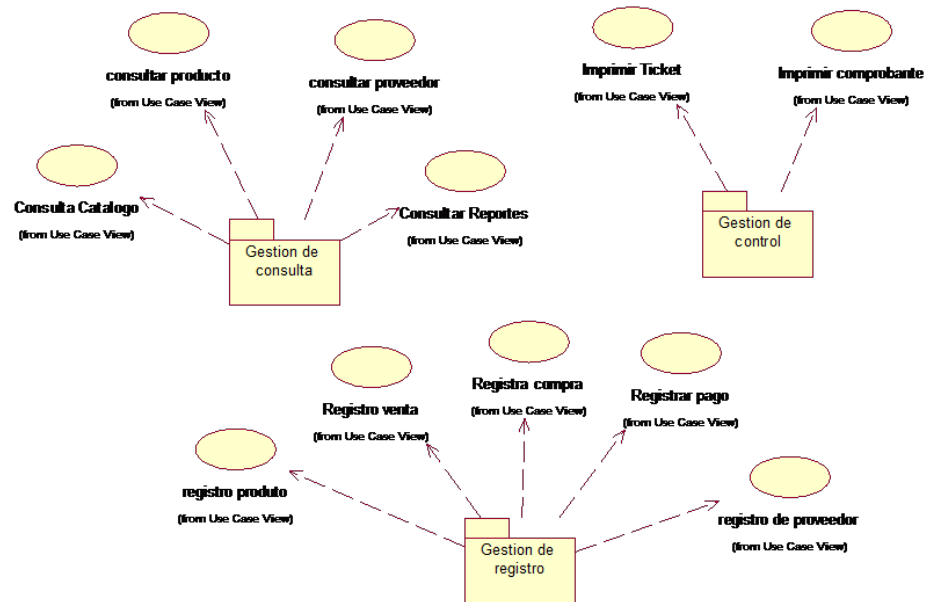 consultar producto
(from Use Case View)
consultar proveedor
(from Use Case View)
Imprimir Ticket
(from Use Case View)
Imprimir comprobante
(from Use Case View)
Consulta Catalogo
(from Use Case View)
Consultar Reportes
(from Use Case View)
Gestion de
consulta
Gestion de
control
Registro venta
(from Use Case View)
Registra compra
(from Use Case View)
Registrar pago
(from Use Case View)
registro produto
(from Use Case View)
registro de proveedor
(from Use Case View)
Gestion de
registro